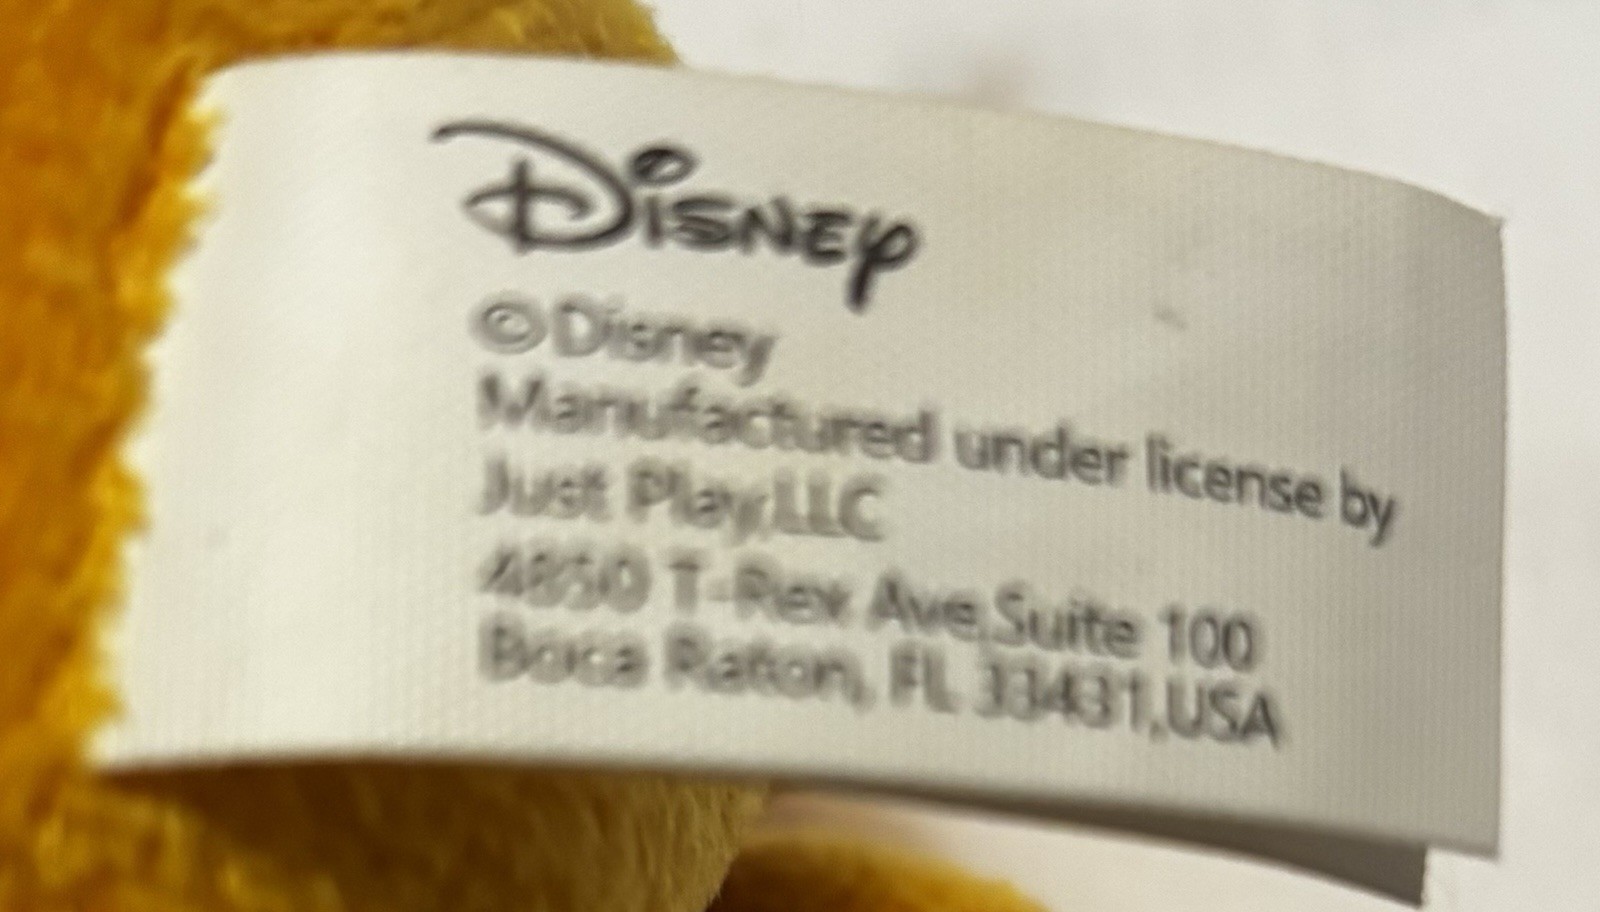 Disney
©Disney
Manufactured under license by
Just Play,LLC
4850 T-Rex Ave,Suite 100
Boca Raton, FL 33431,USA